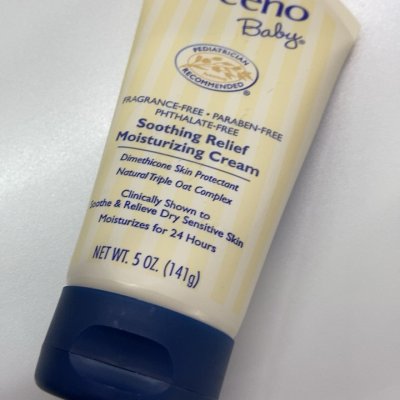 Baby®
PEDIATRICIAN
RECOMMENDED
FRAGRANCE-FREE • PARABEN-FREE
PHTHALATE-FREE
Soothing Relief
Moisturizing Cream
Dimethicone Skin Protectant
Natural Triple Oat Complex
Clinically Shown to
Soothe & Relieve Dry Sensitive Skin
Moisturizes for 24 Hours
NET WT. 5 OZ. (141g)